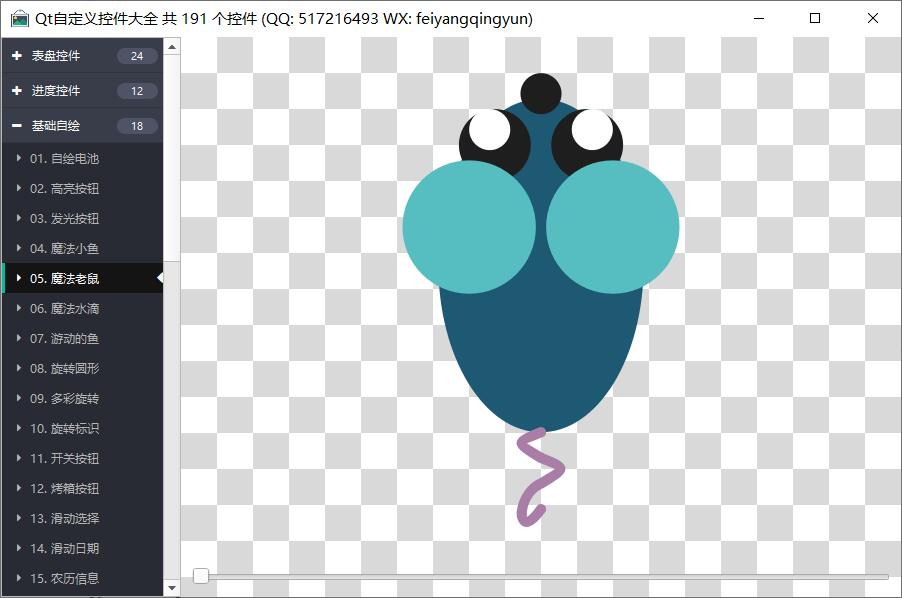 Qt自定义控件大全 共 191 个控件 (QQ: 517216493 WX: feiyangqingyun)
表盘控件 24
进度控件 12
基础自绘 18
01. 自绘电池
02. 高亮按钮
03. 发光按钮
04. 魔法小鱼
05. 魔法老鼠
06. 魔法水滴
07. 游动的鱼
08. 旋转圆形
09. 多彩旋转
10. 旋转标识
11. 开关按钮
12. 烤箱按钮
13. 滑动选择
14. 滑动日期
15. 农历信息